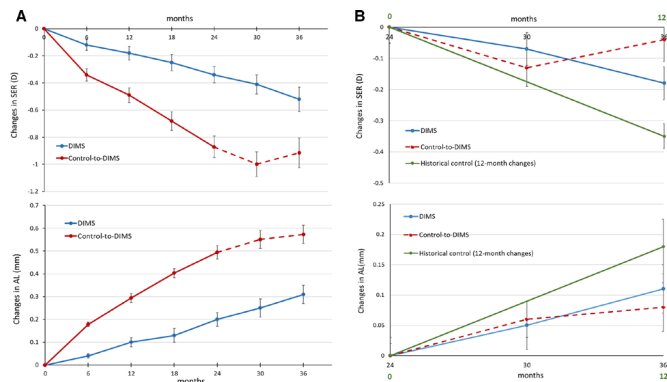 A
months
0 6 12 18 24 30 36
0
-0.2
-0.4
-0.6
-0.8
-1
-1.2
Changes in SER (D)
DIMS
Control-to-DIMS
0.7
0.6
0.5
0.4
0.3
0.2
0.1
0
Changes in AL (mm)
DIMS
Control-to-DIMS
0 6 12 18 24 30 36
months
B
0 months 12
24 30 36
0
-0.1
-0.2
-0.3
-0.4
-0.5
Changes in SER (D)
DIMS
Control-to-DIMS
Historical control (12-month changes)
0.25
0.2
0.15
0.1
0.05
0
Changes in AL(mm)
DIMS
Control-to-DIMS
Historical control (12-month changes)
24 30 36
0 months 12